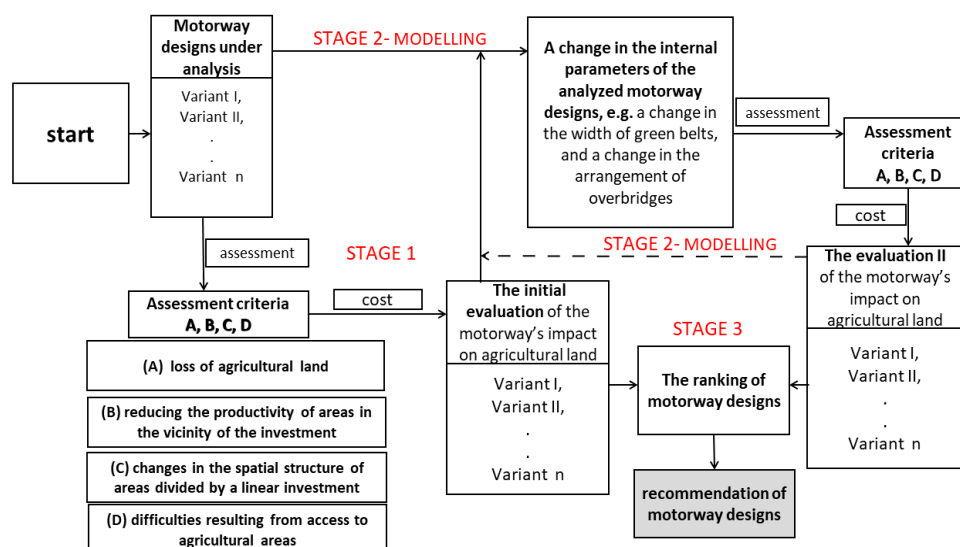 start
Motorway
designs under
analysis
Variant I,
Variant II,
.
.
Variant n
STAGE 2- MODELLING
A change in the internal
parameters of the
analyzed motorway
designs, e.g. a change in
the width of green belts,
and a change in the
arrangement of
overbridges
assessment
Assessment
criteria
A, B, C, D
cost
assessment
STAGE 1
STAGE 2- MODELLING
Assessment criteria
A, B, C, D
cost
(A) loss of agricultural land
(B) reducing the productivity of areas in
the vicinity of the investment
(C) changes in the spatial structure of
areas divided by a linear investment
(D) difficulties resulting from access to
agricultural areas
The initial
evaluation of the
motorway's impact
on agricultural land
Variant I,
Variant II,
.
.
Variant n
STAGE 3
The ranking of
motorway designs
recommendation of
motorway designs
The evaluation II
of the motorway's
impact on
agricultural land
Variant I,
Variant II,
.
.
Variant n